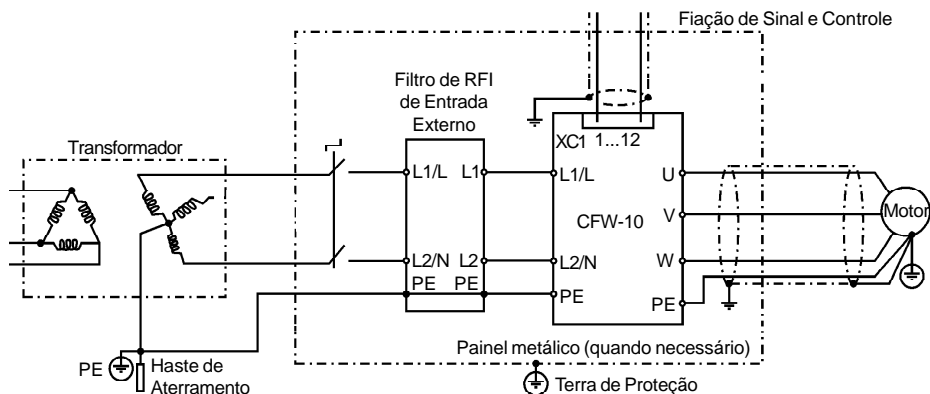 Fiação de Sinal e Controle
Filtro de RFI
de Entrada
Externo
Transformador
XC1 1...12
L1/L L1
L1/L
U
V
W
PE
CFW-10
Motor
L2/N L2
L2/N
PE PE
PE
Painel metálico (quando necessário)
PE
Haste de
Aterramento
Terra de Proteção